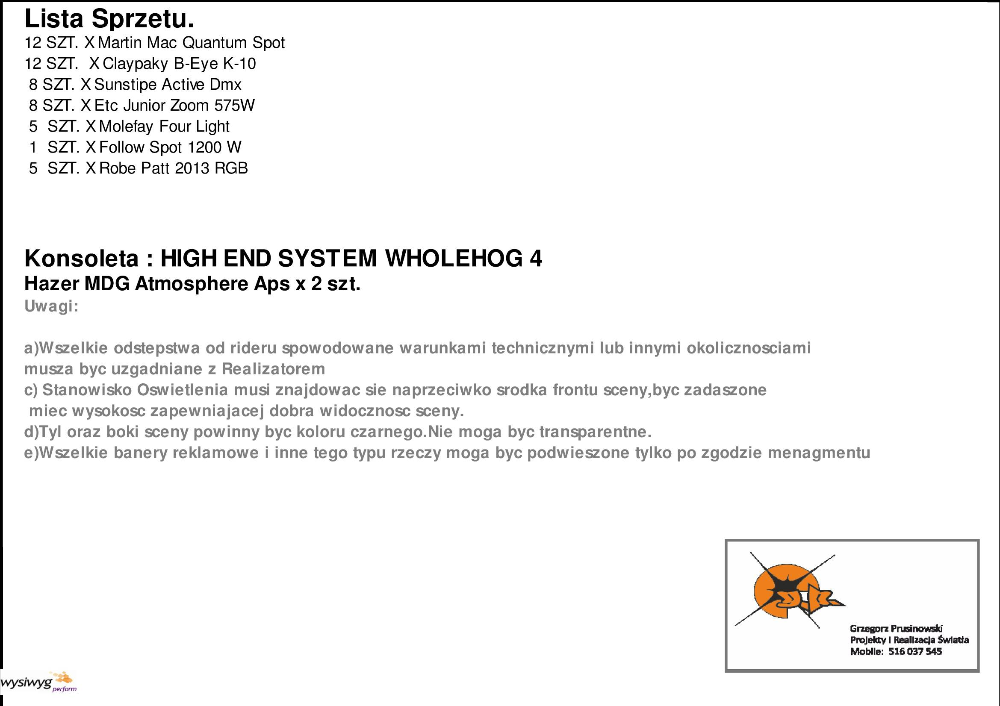 Lista Sprzetu.
12 SZT. X Martin Mac Quantum Spot
12 SZT. X Claypaky B-Eye K-10
8 SZT. X Sunstipe Active Dmx
8 SZT. X Etc Junior Zoom 575W
5 SZT. X Molefay Four Light
1 SZT. X Follow Spot 1200 W
5 SZT. X Robe Patt 2013 RGB
Konsoleta : HIGH END SYSTEM WHOLEHOG 4
Hazer MDG Atmosphere Aps x 2 szt.
Uwagi:
a)Wszelkie odstepstwa od rideru spowodowane warunkami technicznymi lub innymi okolicznosciami
musza byc uzgadniane z Realizatorem
c) Stanowisko Oswietlenia musi znajdowac sie naprzeciwko srodka frontu sceny,byc zadaszone
miec wysokosc zapewniajacej dobra widocznosc sceny.
d)Tyl oraz boki sceny powinny byc koloru czarnego.Nie moga byc transparentne.
e)Wszelkie banery reklamowe i inne tego typu rzeczy moga byc podwieszone tylko po zgodzie menagmentu
Grzegorz Prusinowski
Projekty I Realizacja Światła
Mobile: 516 037 545
wysiwyg
perform